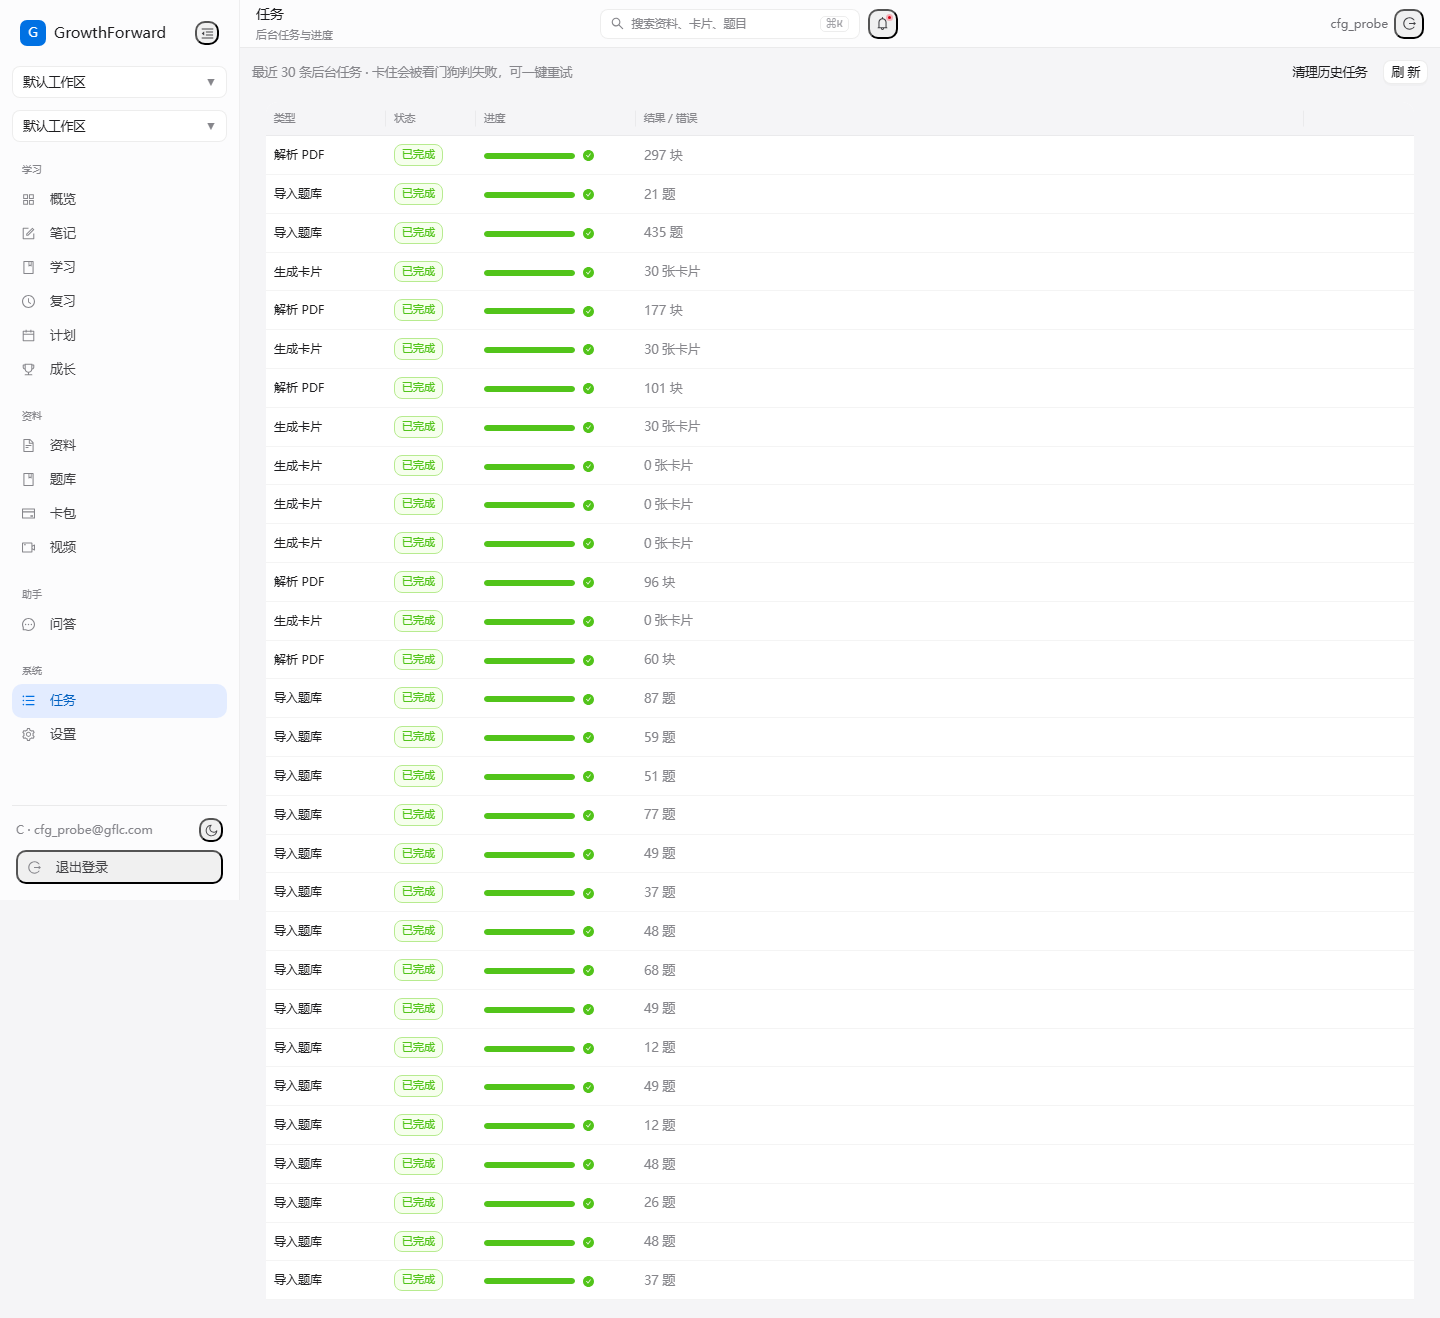 G GrowthForward
默认工作区 ▼
默认工作区 ▼
学习
概览
笔记
学习
复习
计划
成长
资料
资料
题库
卡包
视频
助手
问答
系统
任务
设置
C · cfg_probe@gflc.com
退出登录
任务
后台任务与进度
搜索资料、卡片、题目 ⌘K
cfg_probe
最近 30 条后台任务 · 卡住会被看门狗判失败，可一键重试
清理历史任务 刷 新
类型 状态 进度 结果 / 错误
解析 PDF 已完成 297 块
导入题库 已完成 21 题
导入题库 已完成 435 题
生成卡片 已完成 30 张卡片
解析 PDF 已完成 177 块
生成卡片 已完成 30 张卡片
解析 PDF 已完成 101 块
生成卡片 已完成 30 张卡片
生成卡片 已完成 0 张卡片
生成卡片 已完成 0 张卡片
生成卡片 已完成 0 张卡片
解析 PDF 已完成 96 块
生成卡片 已完成 0 张卡片
解析 PDF 已完成 60 块
导入题库 已完成 87 题
导入题库 已完成 59 题
导入题库 已完成 51 题
导入题库 已完成 77 题
导入题库 已完成 49 题
导入题库 已完成 37 题
导入题库 已完成 48 题
导入题库 已完成 68 题
导入题库 已完成 49 题
导入题库 已完成 12 题
导入题库 已完成 49 题
导入题库 已完成 12 题
导入题库 已完成 48 题
导入题库 已完成 26 题
导入题库 已完成 48 题
导入题库 已完成 37 题